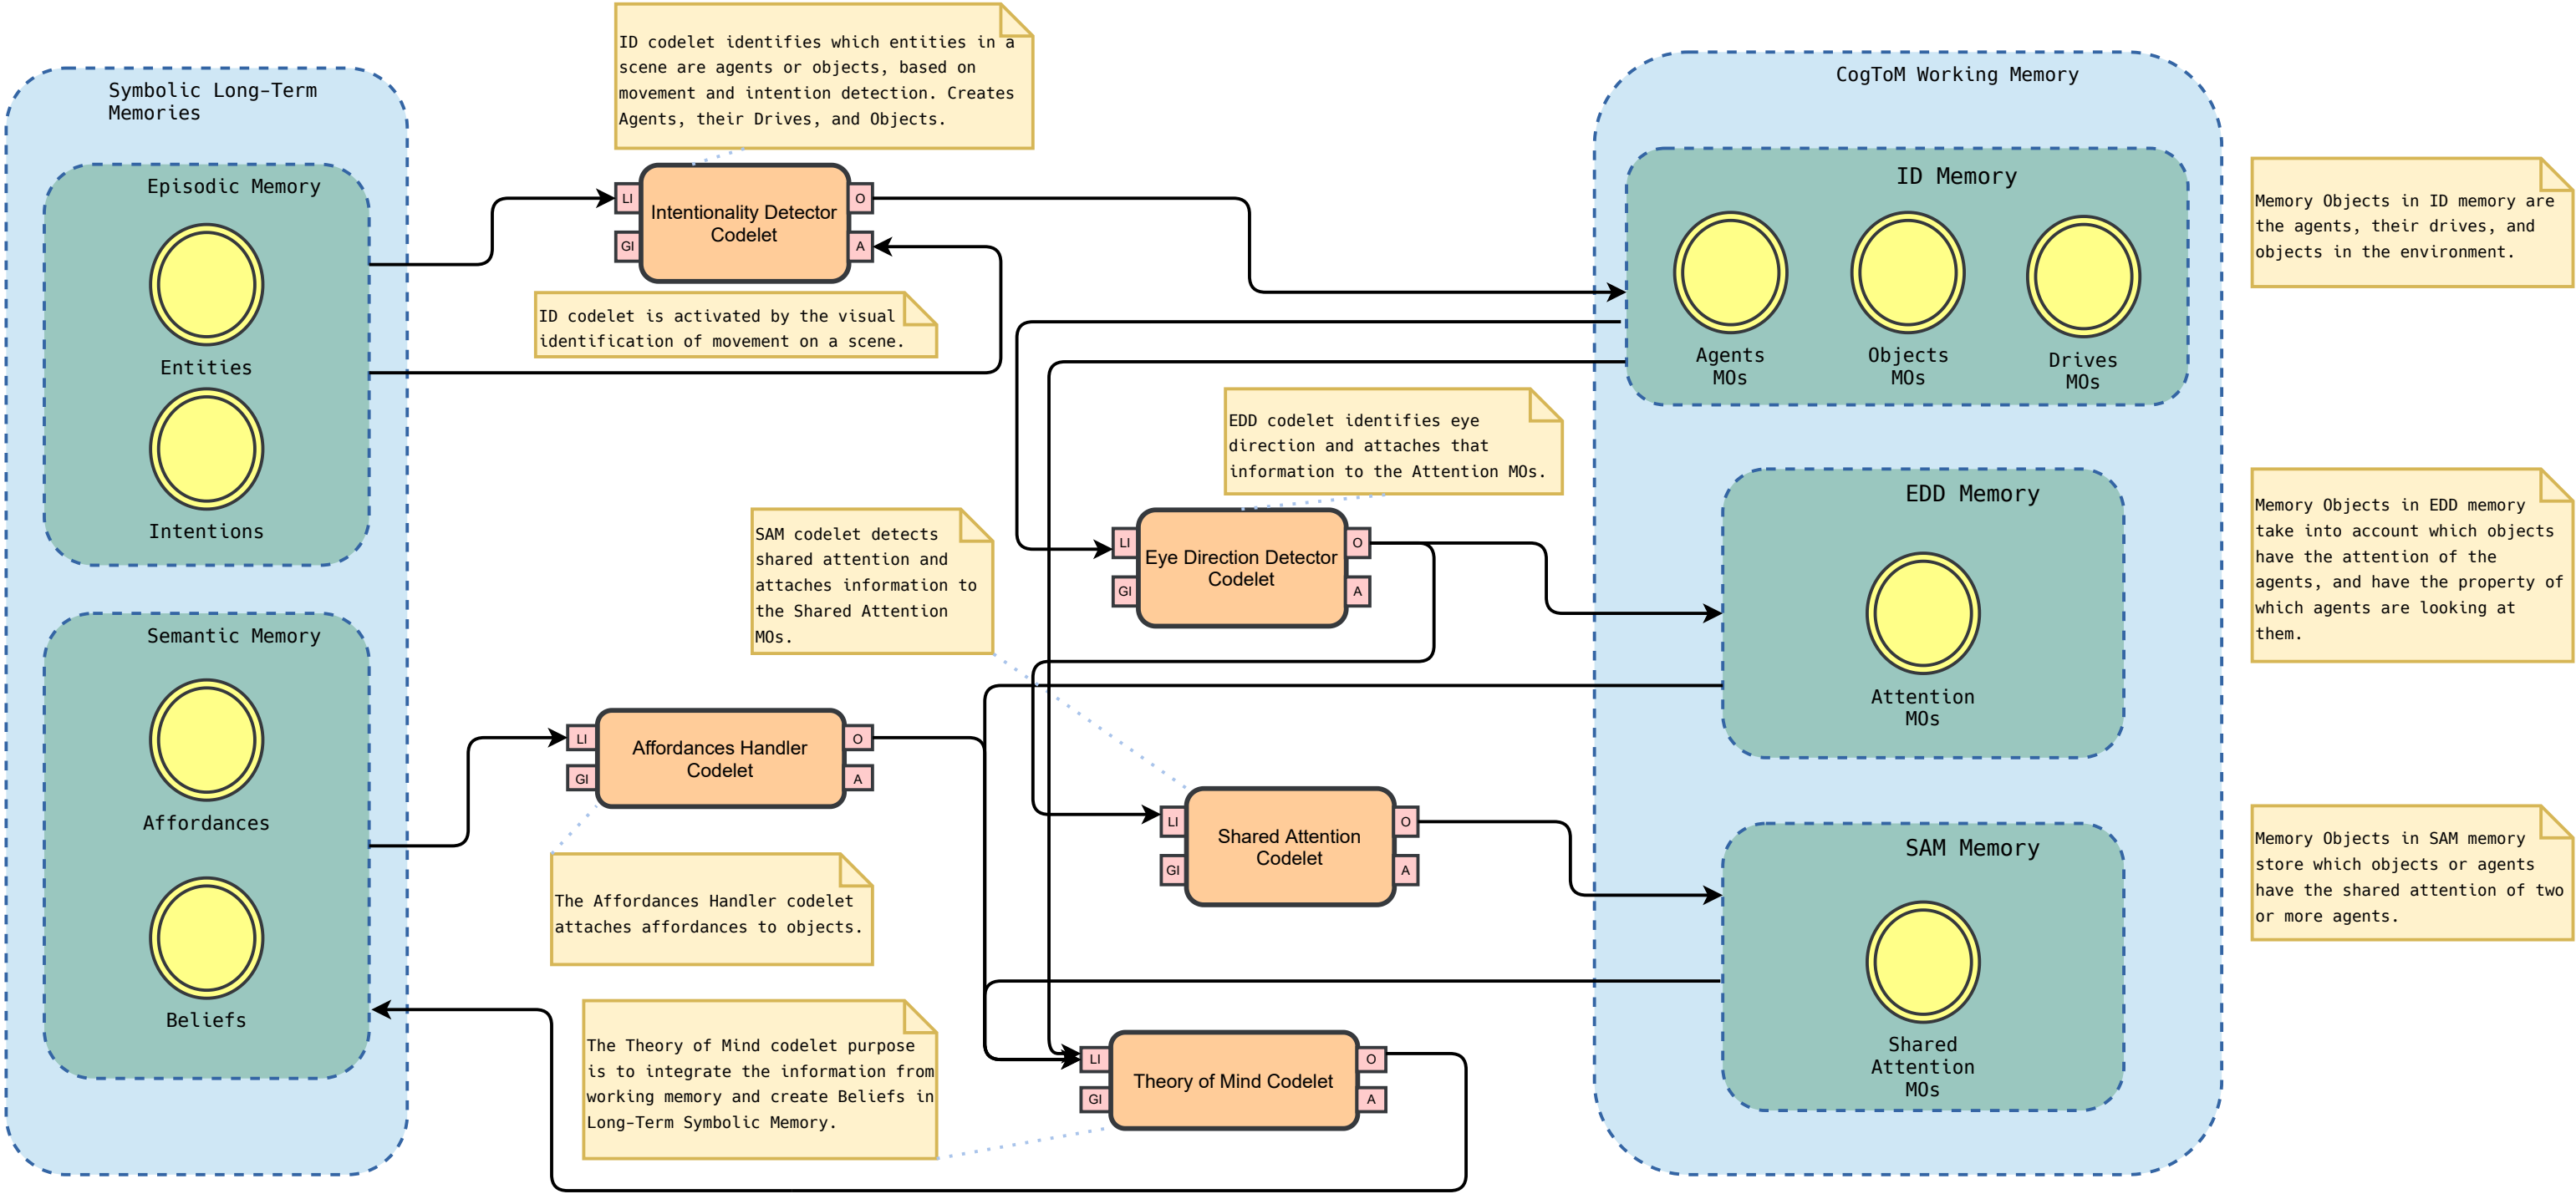 ID codelet identifies which entities in a
scene are agents or objects, based on
movement and intention detection. Creates
Agents, their Drives, and Objects.
Symbolic Long-Term
Memories
Episodic Memory
Entities
Intentions
Semantic Memory
Affordances
Beliefs
LI
GI
Intentionality Detector
Codelet
O
A
ID codelet is activated by the visual
identification of movement on a scene.
EDD codelet identifies eye
direction and attaches that
information to the Attention MOs.
SAM codelet detects
shared attention and
attaches information to
the Shared Attention
MOs.
LI
GI
Eye Direction Detector
Codelet
O
A
LI
GI
Affordances Handler
Codelet
O
A
The Affordances Handler codelet
attaches affordances to objects.
LI
GI
Shared Attention
Codelet
O
A
The Theory of Mind codelet purpose
is to integrate the information from
working memory and create Beliefs in
Long-Term Symbolic Memory.
LI
GI
Theory of Mind Codelet
O
A
CogToM Working Memory
ID Memory
Agents
MOs
Objects
MOs
Drives
MOs
EDD Memory
Attention
MOs
SAM Memory
Shared
Attention
MOs
Memory Objects in ID memory are
the agents, their drives, and
objects in the environment.
Memory Objects in EDD memory
take into account which objects
have the attention of the
agents, and have the property of
which agents are looking at
them.
Memory Objects in SAM memory
store which objects or agents
have the shared attention of two
or more agents.